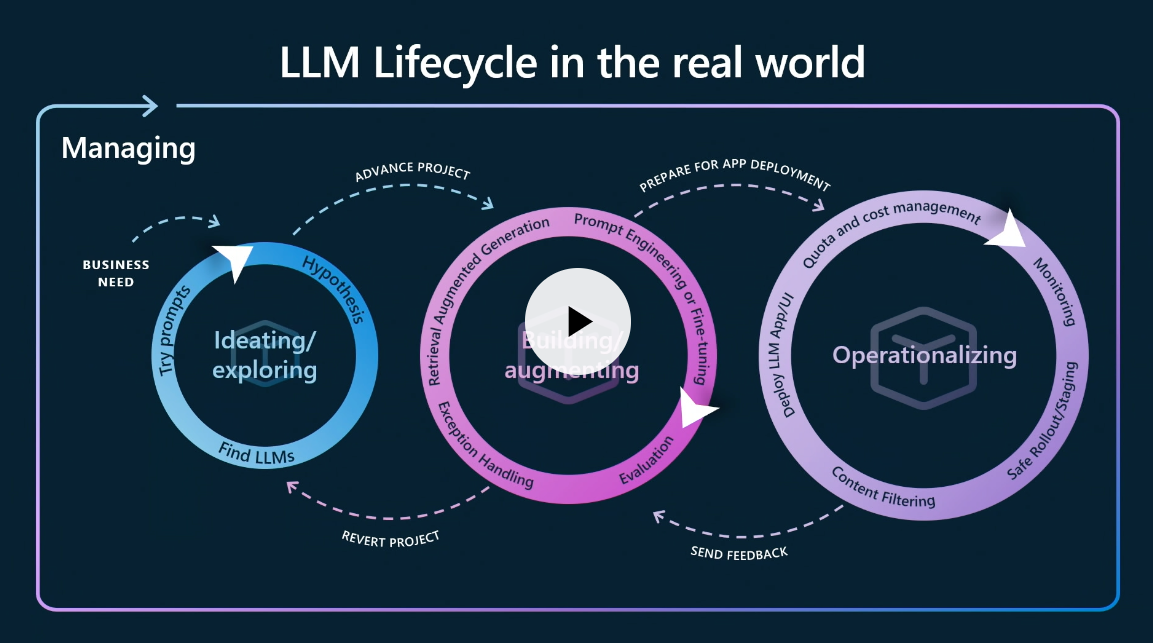 LLM Lifecycle in the real world
Managing
BUSINESS
NEED
ADVANCE PROJECT
PREPARE FOR APP DEPLOYMENT
Ideating/
exploring
Hypothesis
Find LLMs
Try prompts
REVERT PROJECT
Building/
augmenting
Retrieval Augmented Generation
Prompt Engineering or Fine-tuning
Evaluation
Exception Handling
SEND FEEDBACK
Operationalizing
Quota and cost management
Monitoring
Safe Rollout/Staging
Content Filtering
Deploy LLM App/UI